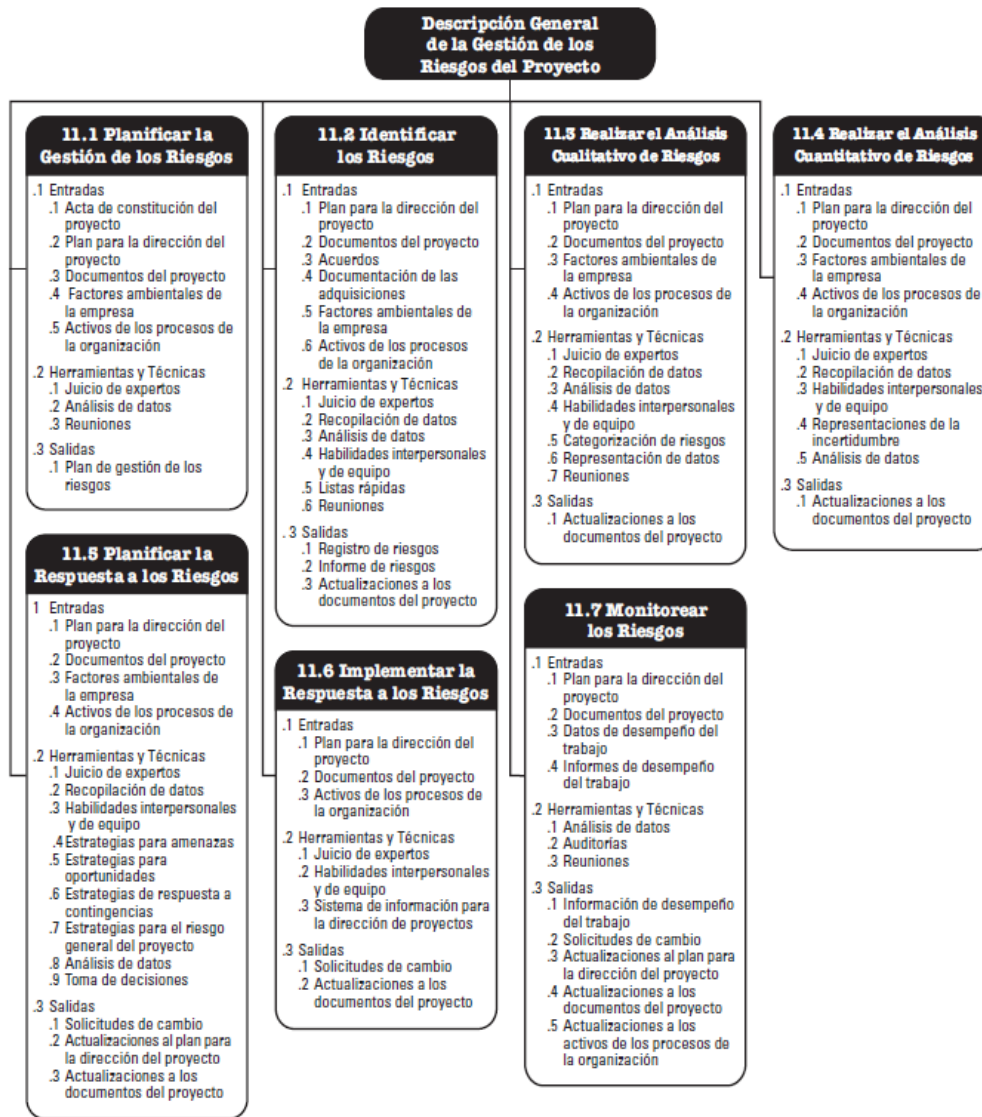 Descripción General
de la Gestión de los
Riesgos del Proyecto
11.1 Planificar la
Gestión de los Riesgos
.1 Entradas
.1 Acta de constitución del
proyecto
.2 Plan para la dirección del
proyecto
.3 Documentos del proyecto
.4 Factores ambientales de
la empresa
.5 Activos de los procesos de
la organización
.2 Herramientas y Técnicas
.1 Juicio de expertos
.2 Análisis de datos
.3 Reuniones
.3 Salidas
.1 Plan de gestión de los
riesgos
11.2 Identificar
los Riesgos
.1 Entradas
.1 Plan para la dirección del
proyecto
.2 Documentos del proyecto
.3 Acuerdos
.4 Documentación de las
adquisiciones
.5 Factores ambientales de
la empresa
.6 Activos de los procesos
de la organización
.2 Herramientas y Técnicas
.1 Juicio de expertos
.2 Recopilación de datos
.3 Análisis de datos
.4 Habilidades interpersonales
y de equipo
.5 Listas rápidas
.6 Reuniones
. 3 Salidas
.1 Registro de riesgos
.2 Informe de riesgos
.3 Actualizaciones a los
documentos del proyecto
11.3 Realizar el Análisis
Cualitativo de Riesgos
.1 Entradas
.1 Plan para la dirección del
proyecto
.2 Documentos del proyecto
.3 Factores ambientales de
la empresa
.4 Activos de los procesos de
la organización
.2 Herramientas y Técnicas
.1 Juicio de expertos
.2 Recopilación de datos
.3 Análisis de datos
.4 Habilidades interpersonales
y de equipo
.5 Categorización de riesgos
.6 Representación de datos
.7 Reuniones
.3 Salidas
.1 Actualizaciones a los
documentos del proyecto
11.4 Realizar el Análisis
Cuantitativo de Riesgos
.1 Entradas
.1 Plan para la dirección del
proyecto
.2 Documentos del proyecto
.3 Factores ambientales de
la empresa
.4 Activos de los procesos de
la organización
.2 Herramientas y Técnicas
.1 Juicio de expertos
.2 Recopilación de datos
.3 Habilidades interpersonales
y de equipo
.4 Representaciones de la
incertidumbre
.5 Análisis de datos
.3 Salidas
.1 Actualizaciones a los
documentos del proyecto
11.5 Planificar la
Respuesta a los Riesgos
1 Entradas
.1 Plan para la dirección del
proyecto
.2 Documentos del proyecto
.3 Factores ambientales de
la empresa
.4 Activos de los procesos de
la organización
.2 Herramientas y Técnicas
.1 Juicio de expertos
.2 Recopilación de datos
.3 Habilidades interpersonales
y de equipo
.4 Estrategias para amenazas
.5 Estrategias para
oportunidades
.6 Estrategias de respuesta a
contingencias
.7 Estrategias para el riesgo
general del proyecto
.8 Análisis de datos
.9 Toma de decisiones
.3 Salidas
.1 Solicitudes de cambio
.2 Actualizaciones al plan para
la dirección del proyecto
.3 Actualizaciones a los
documentos del proyecto
11.6 Implementar la
Respuesta a los Riesgos
.1 Entradas
.1 Plan para la dirección del
proyecto
.2 Documentos del proyecto
.3 Activos de los procesos de
la organización
.2 Herramientas y Técnicas
.1 Juicio de expertos
.2 Habilidades interpersonales
y de equipo
.3 Sistema de información para
la dirección de proyectos
.3 Salidas
.1 Solicitudes de cambio
.2 Actualizaciones a los
documentos del proyecto
11.7 Monitorear
los Riesgos
.1 Entradas
.1 Plan para la dirección del
proyecto
.2 Documentos del proyecto
.3 Datos de desempeño del
trabajo
.4 Informes de desempeño
del trabajo
.2 Herramientas y Técnicas
.1 Análisis de datos
.2 Auditorías
.3 Reuniones
.3 Salidas
.1 Información de desempeño
del trabajo
.2 Solicitudes de cambio
.3 Actualizaciones al plan para
la dirección del proyecto
.4 Actualizaciones a los
documentos del proyecto
.5 Actualizaciones a los
activos de los procesos de
la organización